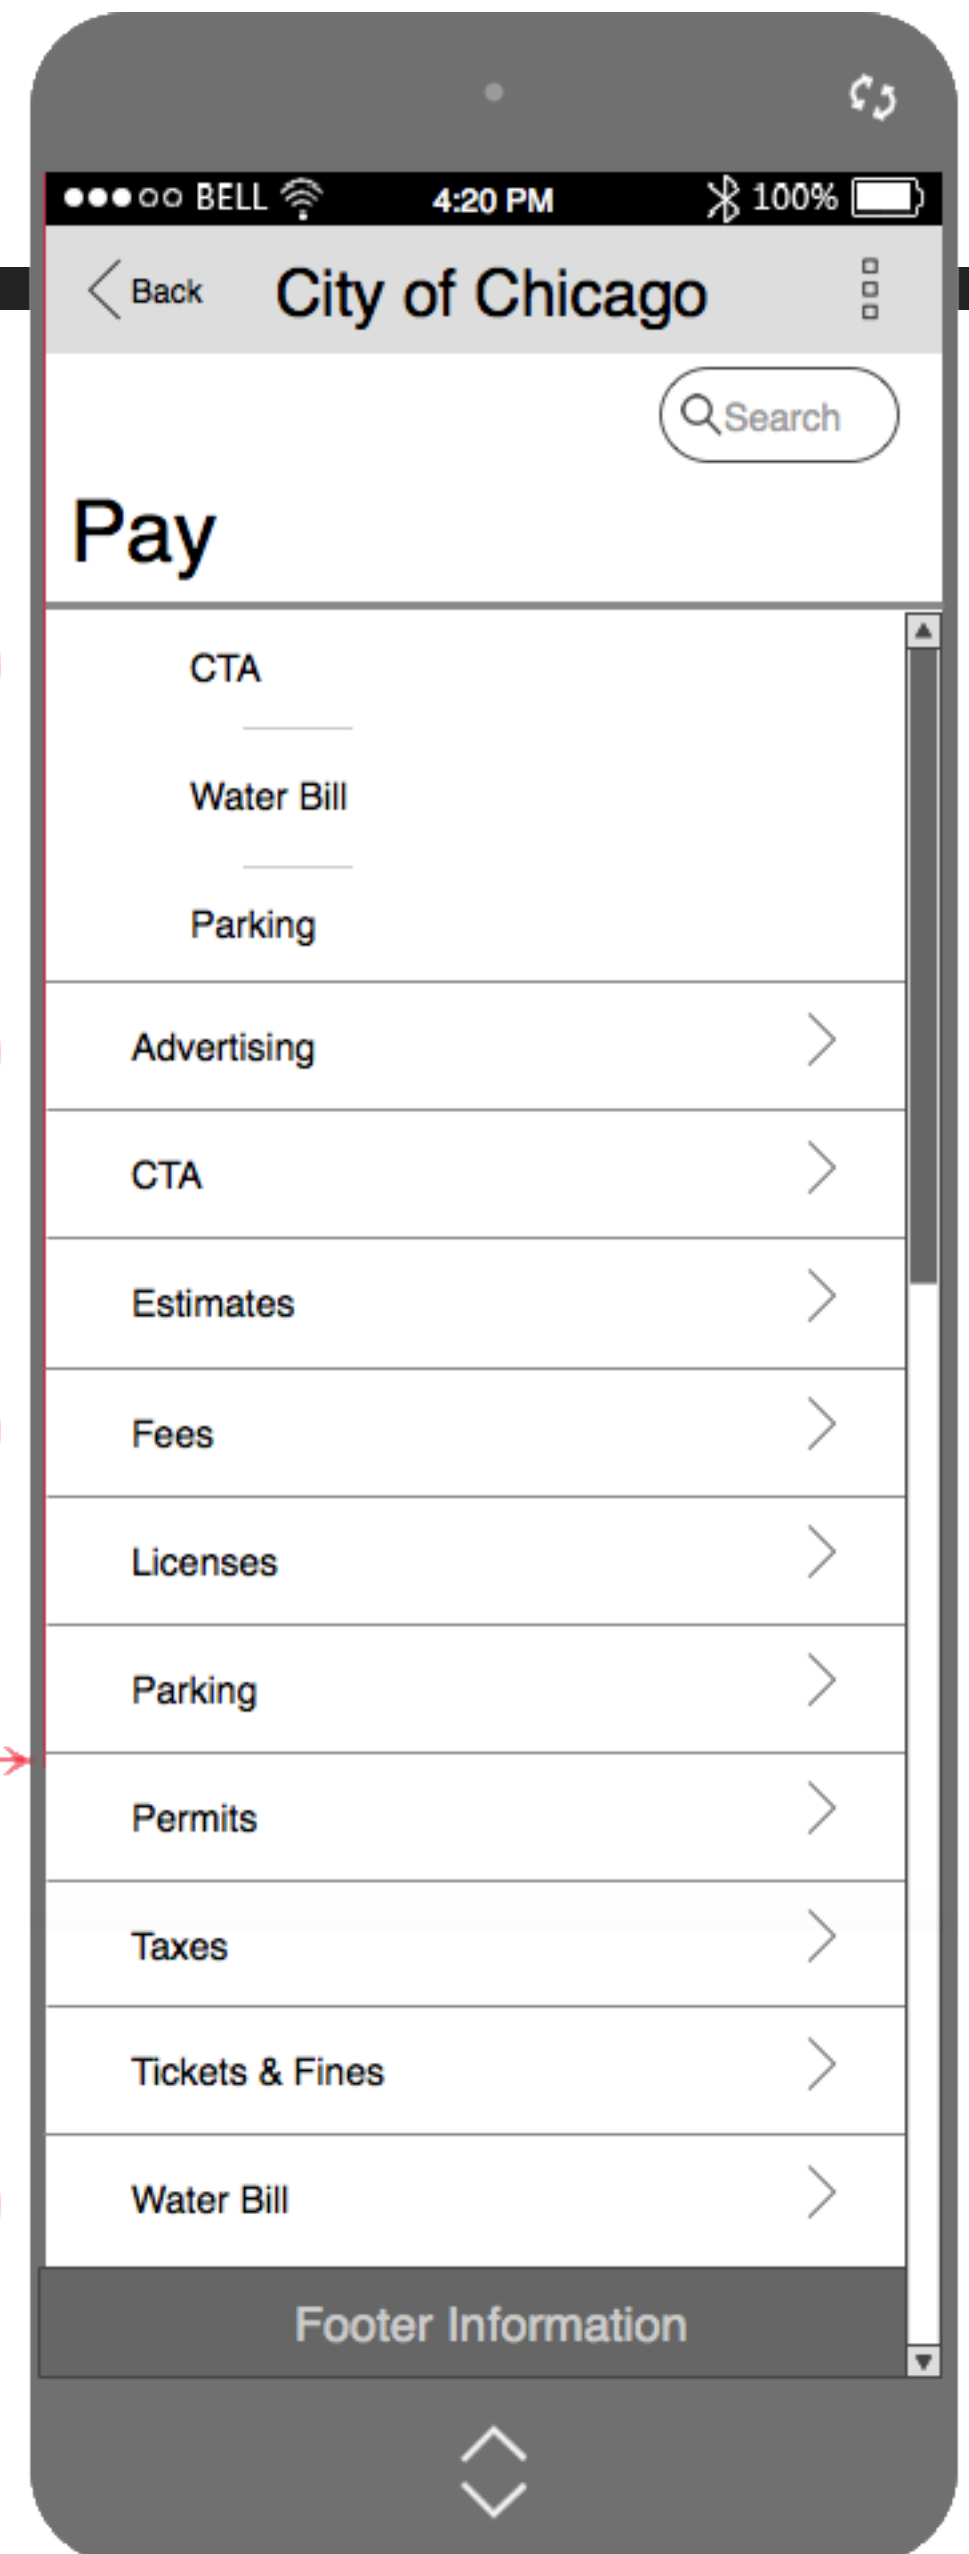 BELL 4:20 PM 100%
Back City of Chicago
Search
Pay
CTA
Water Bill
Parking
Advertising
CTA
Estimates
Fees
Licenses
Parking
Permits
Taxes
Tickets & Fines
Water Bill
Footer Information